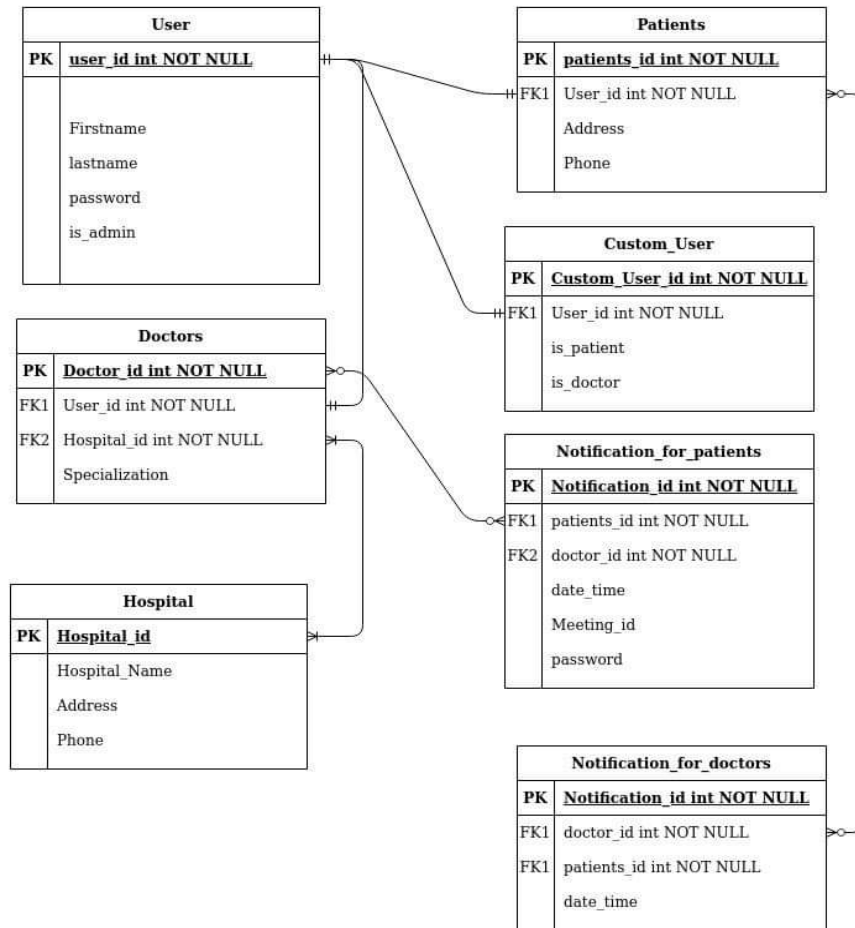 User
PK user_id int NOT NULL
Firstname
lastname
password
is_admin
Patients
PK patients_id int NOT NULL
FK1 User_id int NOT NULL
Address
Phone
Custom_User
PK Custom_User_id int NOT NULL
FK1 User_id int NOT NULL
is_patient
is_doctor
Doctors
PK Doctor_id int NOT NULL
FK1 User_id int NOT NULL
FK2 Hospital_id int NOT NULL
Specialization
Notification_for_patients
PK Notification_id int NOT NULL
FK1 patients_id int NOT NULL
FK2 doctor_id int NOT NULL
date_time
Meeting_id
password
Hospital
PK Hospital_id
Hospital_Name
Address
Phone
Notification_for_doctors
PK Notification_id int NOT NULL
FK1 doctor_id int NOT NULL
FK1 patients_id int NOT NULL
date_time